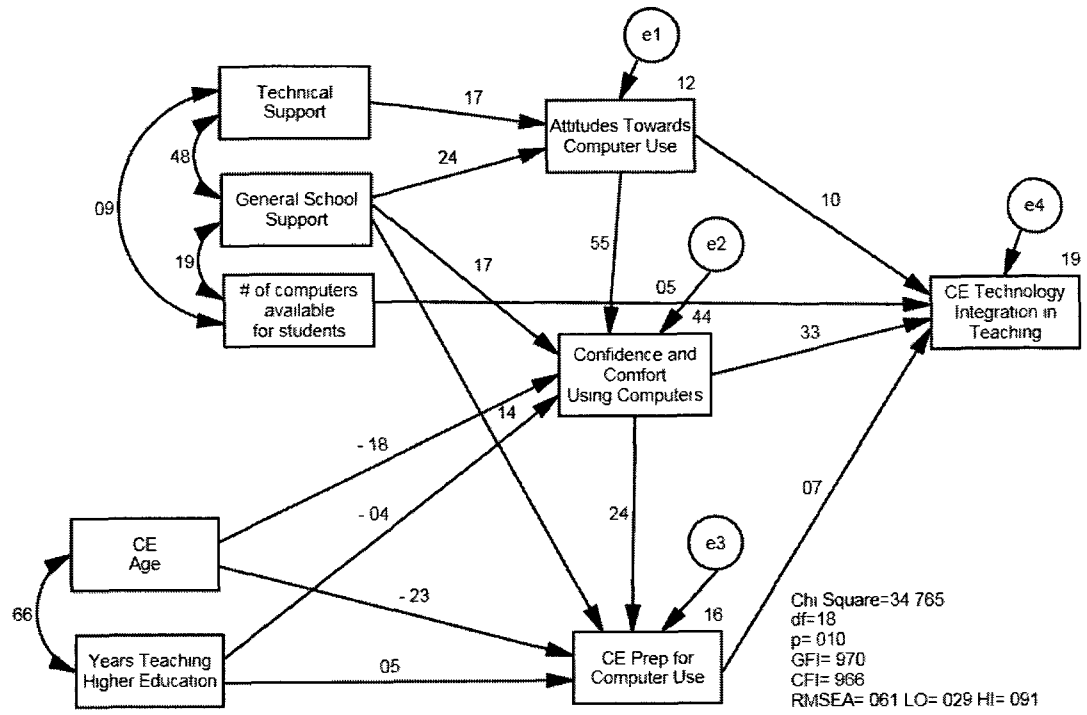 e1
12
Technical
Support
17
Attitudes Towards
Computer Use
48
24
General School
Support
09
10
e4
55
e2
19
17
19
# of computers
available
for students
05
CE Technology
Integration in
Teaching
44
33
Confidence and
Comfort
Using Computers
14
- 18
- 04
07
24
e3
CE
Age
- 23
66
16
Years Teaching
Higher Education
05
CE Prep for
Computer Use
Chi Square=34 765
df=18
p= 010
GFI= 970
CFI= 966
RMSEA= 061 LO= 029 HI= 091